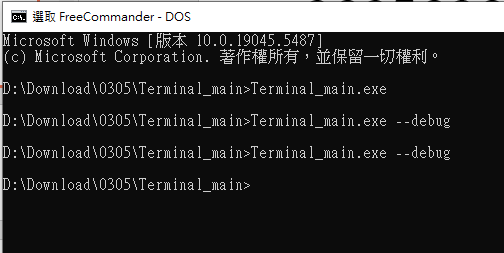 選取 FreeCommander - DOS
Microsoft Windows [版本 10.0.19045.5487]
(c) Microsoft Corporation. 著作權所有，並保留一切權利。
D:\Download\0305\Terminal_main>Terminal_main.exe
D:\Download\0305\Terminal_main>Terminal_main.exe --debug
D:\Download\0305\Terminal_main>Terminal_main.exe --debug
D:\Download\0305\Terminal_main>